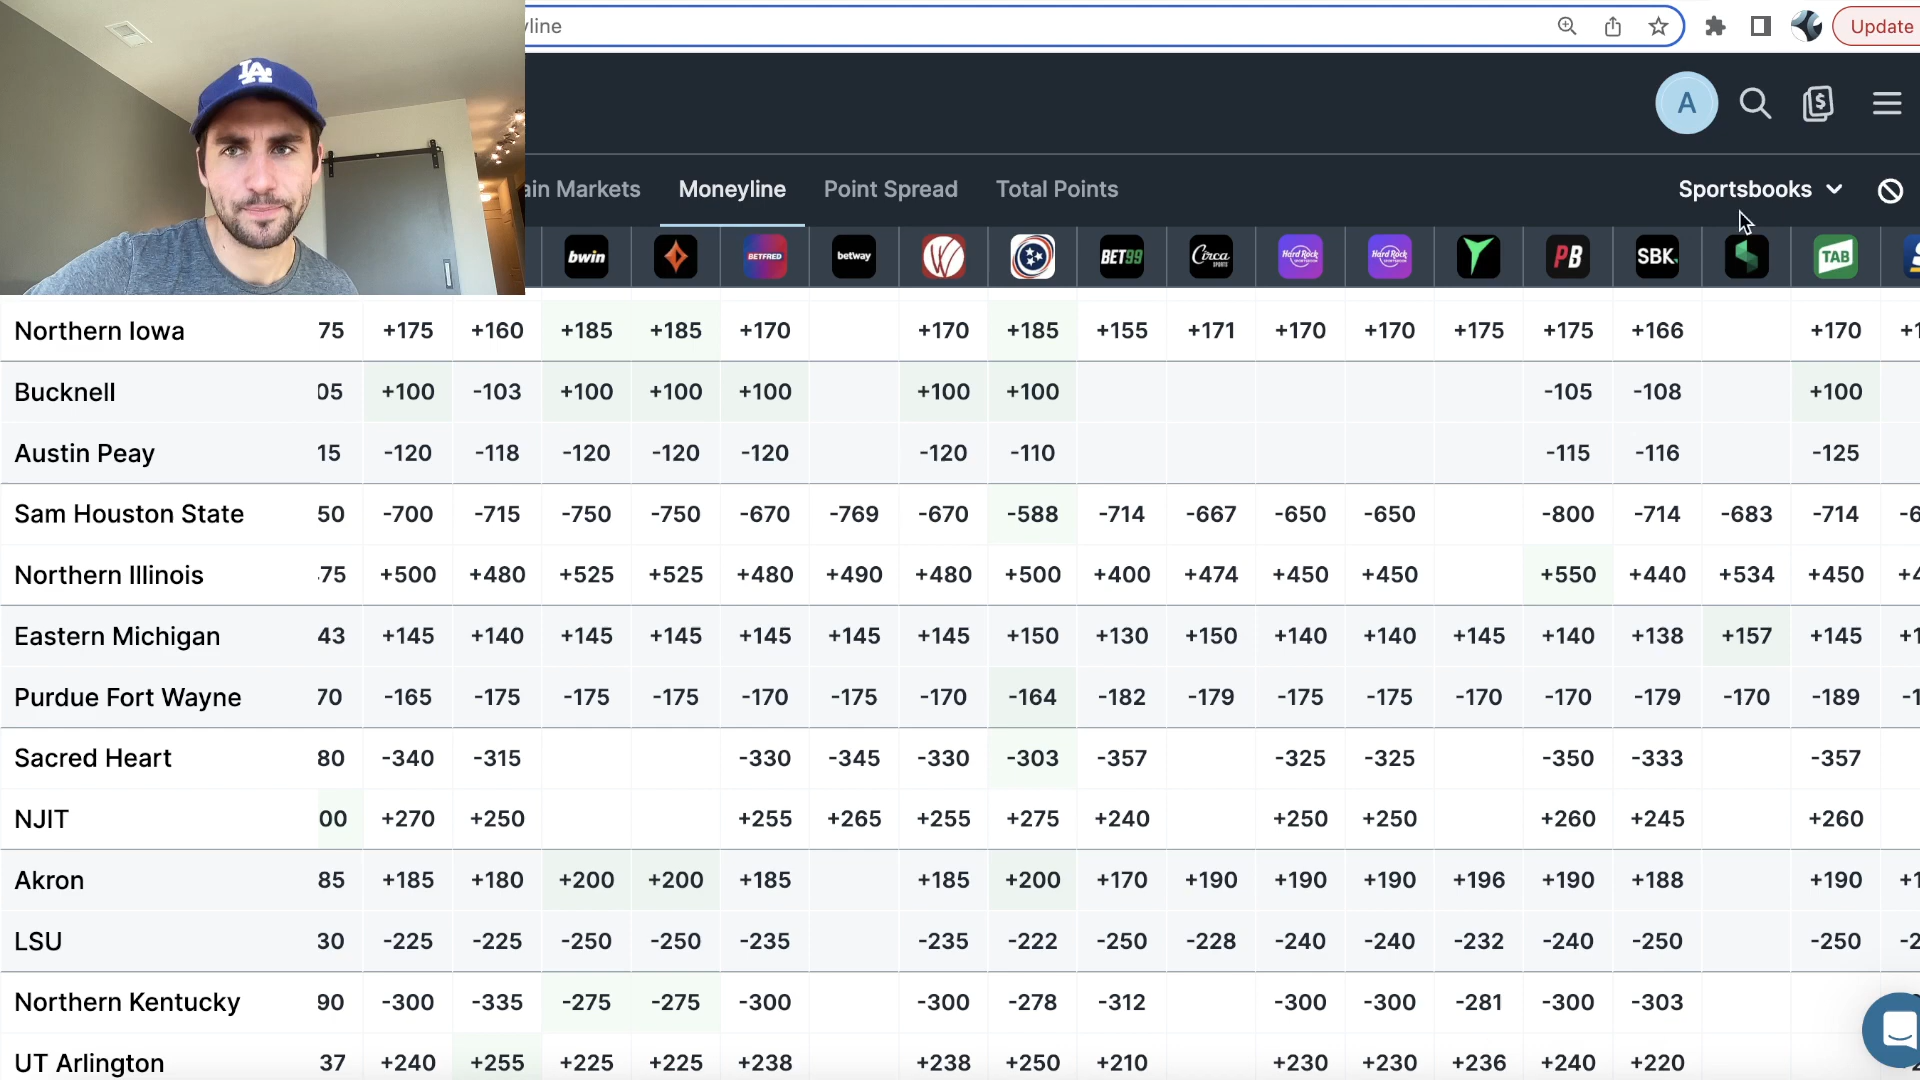 yline
Update
LA
A
ain Markets Moneyline Point Spread Total Points Sportsbooks
bwin BETFRED betway BET99 Circa SPORTS Hard Rock Hard Rock PB SBK TAB
Northern Iowa 75 +175 +160 +185 +185 +170 +170 +185 +155 +171 +170 +170 +175 +175 +166 +170 +1
Bucknell 05 +100 -103 +100 +100 +100 +100 +100 -105 -108 +100
Austin Peay 15 -120 -118 -120 -120 -120 -120 -110 -115 -116 -125
Sam Houston State 50 -700 -715 -750 -750 -670 -769 -670 -588 -714 -667 -650 -650 -800 -714 -683 -714 -6
Northern Illinois 75 +500 +480 +525 +525 +480 +490 +480 +500 +400 +474 +450 +450 +550 +440 +534 +450 +4
Eastern Michigan 43 +145 +140 +145 +145 +145 +145 +145 +150 +130 +150 +140 +140 +145 +140 +138 +157 +145 +1
Purdue Fort Wayne 70 -165 -175 -175 -175 -170 -175 -170 -164 -182 -179 -175 -175 -170 -170 -179 -170 -189 -1
Sacred Heart 80 -340 -315 -330 -345 -330 -303 -357 -325 -325 -350 -333 -357
NJIT 00 +270 +250 +255 +265 +255 +275 +240 +250 +250 +260 +245 +260
Akron 85 +185 +180 +200 +200 +185 +185 +200 +170 +190 +190 +190 +196 +190 +188 +190 +1
LSU 30 -225 -225 -250 -250 -235 -235 -222 -250 -228 -240 -240 -232 -240 -250 -250 -2
Northern Kentucky 90 -300 -335 -275 -275 -300 -300 -278 -312 -300 -300 -281 -300 -303
UT Arlington 37 +240 +255 +225 +225 +238 +238 +250 +210 +230 +230 +236 +240 +220